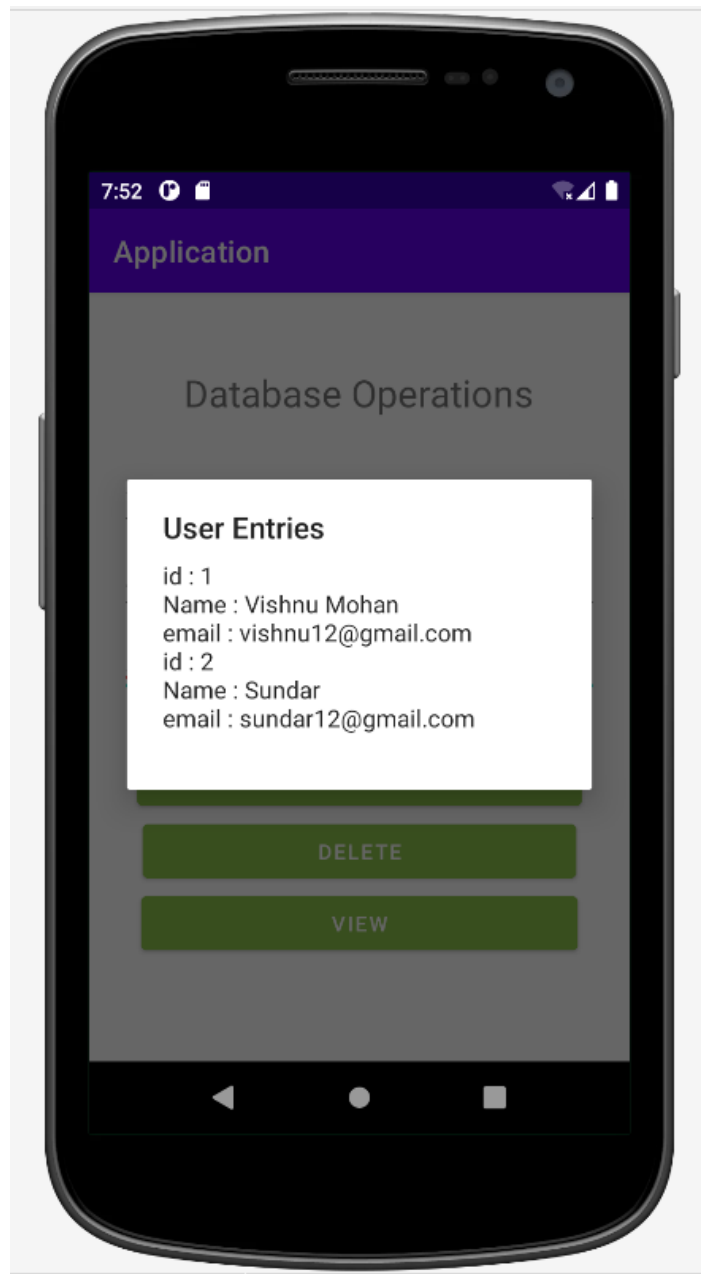 7:52
Application
Database Operations
User Entries
id : 1
Name : Vishnu Mohan
email : vishnu12@gmail.com
id : 2
Name : Sundar
email : sundar12@gmail.com
DELETE
VIEW